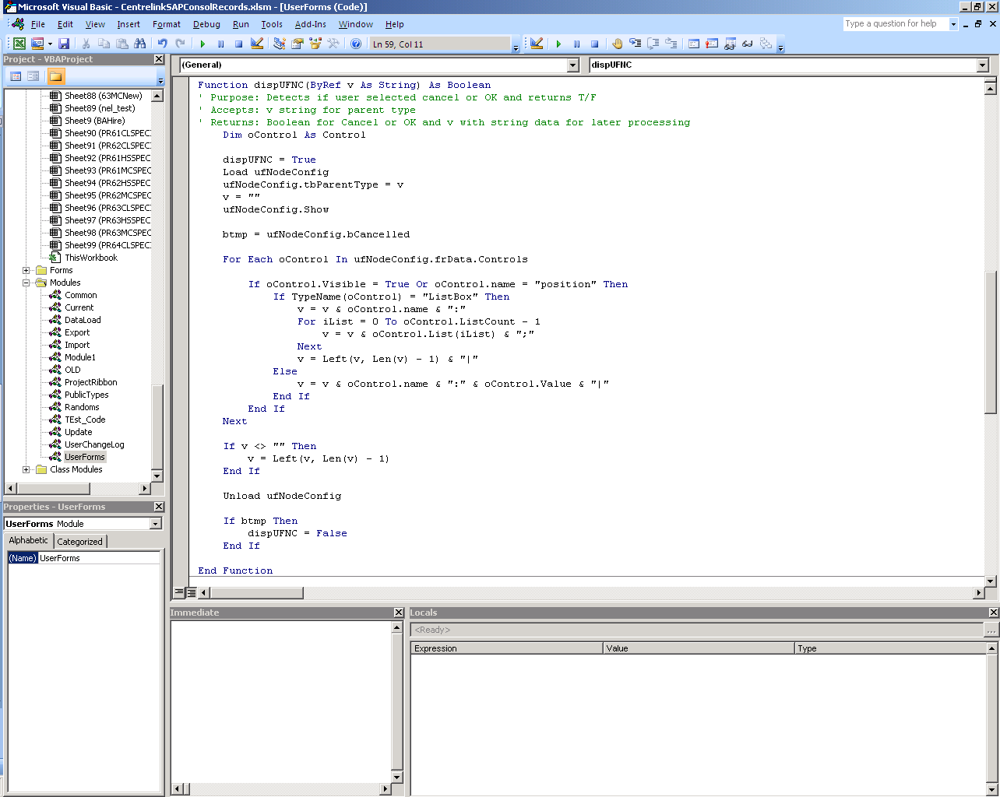 Microsoft Visual Basic - CentrelinkSAPConsolRecords.xlsm - [UserForms (Code)]
File Edit View Insert Format Debug Run Tools Add-Ins Window Help
Type a question for help
Ln 59, Col 11
Project - VBAProject
Sheet88 (63MCNew)
Sheet89 (nel_test)
Sheet9 (BAHire)
Sheet90 (PR61CLSPEC
Sheet91 (PR62CLSPEC
Sheet92 (PR61HSSPEC
Sheet93 (PR61MCSPEC
Sheet94 (PR62HSSPEC
Sheet95 (PR62MCSPEC
Sheet96 (PR63CLSPEC
Sheet97 (PR63HSSPEC
Sheet98 (PR63MCSPEC
Sheet99 (PR64CLSPEC
ThisWorkbook
Forms
Modules
Common
Current
DataLoad
Export
Import
Module1
OLD
ProjectRibbon
PublicTypes
Randoms
TEst_Code
Update
UserChangeLog
UserForms
Class Modules
Properties - UserForms
UserForms Module
Alphabetic Categorized
(Name) UserForms
(General) dispUFNC
Function dispUFNC(ByRef v As String) As Boolean
' Purpose: Detects if user selected cancel or OK and returns T/F
' Accepts: v string for parent type
' Returns: Boolean for Cancel or OK and v with string data for later processing
Dim oControl As Control
dispUFNC = True
Load ufNodeConfig
ufNodeConfig.tbParentType = v
v = ""
ufNodeConfig.Show
btmp = ufNodeConfig.bCancelled
For Each oControl In ufNodeConfig.frData.Controls
If oControl.Visible = True Or oControl.name = "position" Then
If TypeName(oControl) = "ListBox" Then
v = v & oControl.name & ":"
For iList = 0 To oControl.ListCount - 1
v = v & oControl.List(iList) & ";"
Next
v = Left(v, Len(v) - 1) & "|"
Else
v = v & oControl.name & ":" & oControl.Value & "|"
End If
End If
Next
If v <> "" Then
v = Left(v, Len(v) - 1)
End If
Unload ufNodeConfig
If btmp Then
dispUFNC = False
End If
End Function
Immediate
Locals
<Ready>
...
Expression Value Type